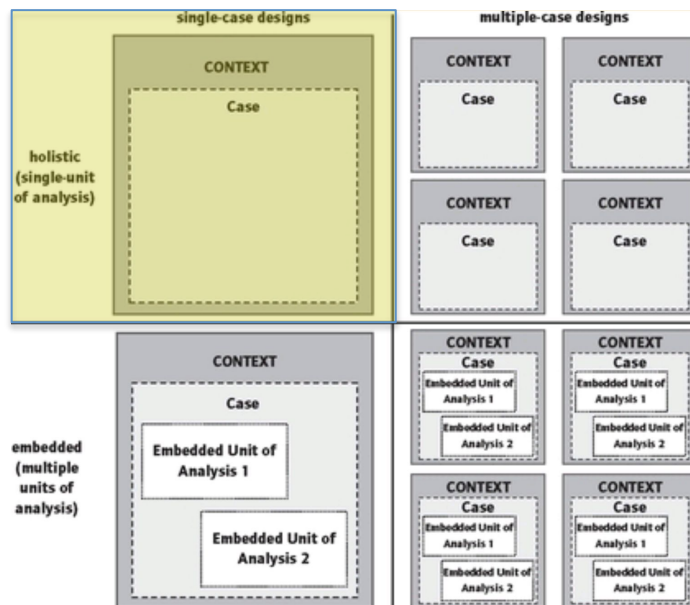 single-case designs
multiple-case designs
CONTEXT
Case
holistic
(single-unit
of analysis)
CONTEXT
Case
CONTEXT
Case
CONTEXT
Case
CONTEXT
Case
embedded
(multiple
units of
analysis)
CONTEXT
Case
Embedded Unit of
Analysis 1
Embedded Unit of
Analysis 2
CONTEXT
Case
Embedded Unit of
Analysis 1
Embedded Unit of
Analysis 2
CONTEXT
Case
Embedded Unit of
Analysis 1
Embedded Unit of
Analysis 2
CONTEXT
Case
Embedded Unit of
Analysis 1
Embedded Unit of
Analysis 2
CONTEXT
Case
Embedded Unit of
Analysis 1
Embedded Unit of
Analysis 2